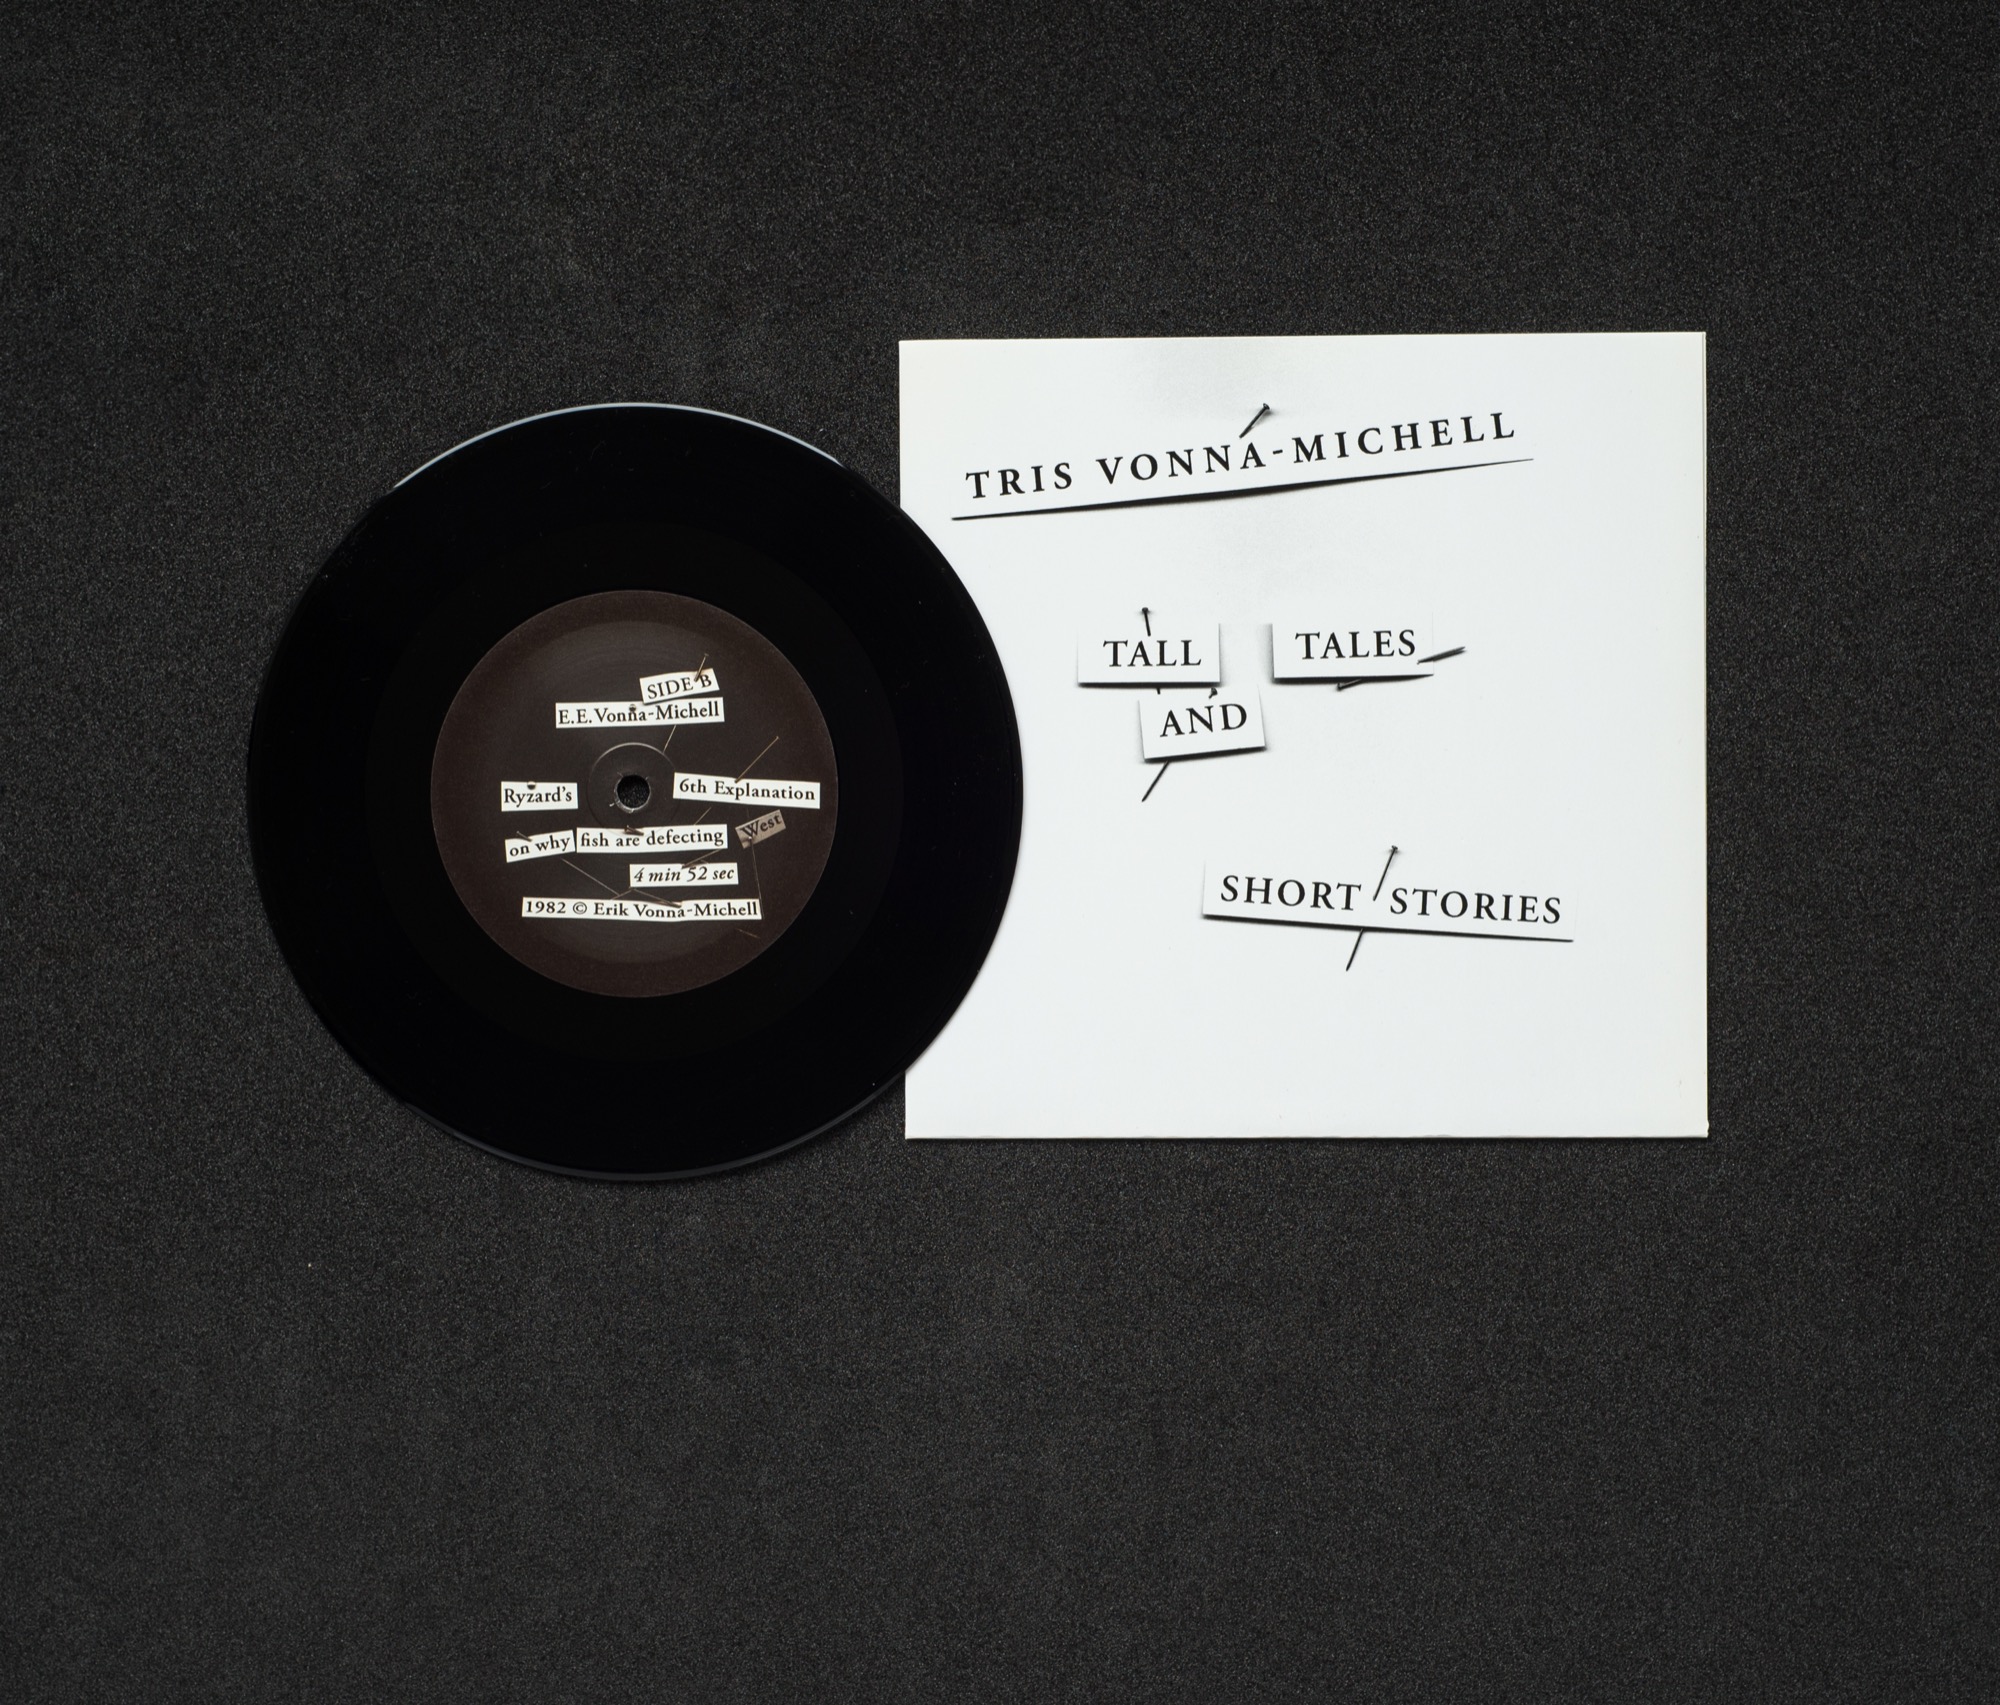 SIDE B
E.E.Vonna-Michell
Ryzard's 6th Explanation
on why fish are defecting West
4 min 52 sec
1982 © Erik Vonna-Michell
TRIS VONNA-MICHELL
TALL TALES
AND
SHORT STORIES